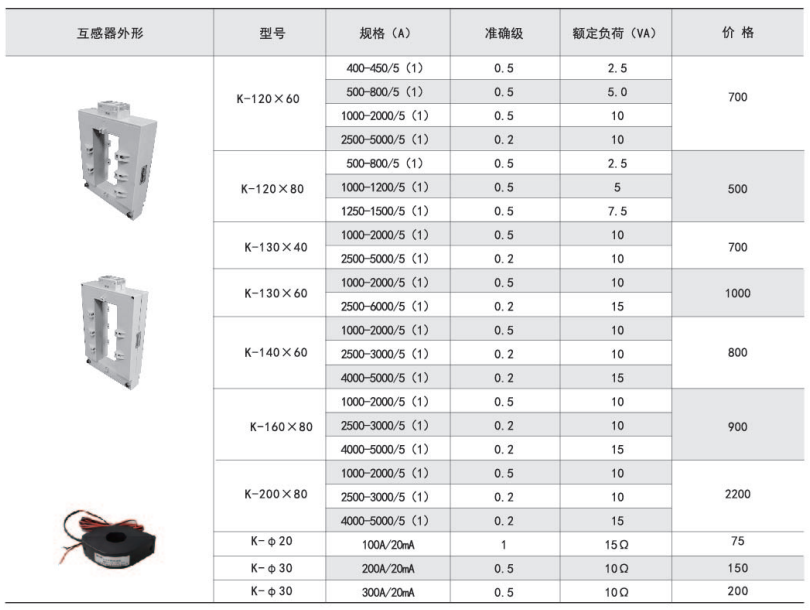 互感器外形 型号 规格（A） 准确级 额定负荷（VA） 价 格
K-120×60 700
400-450/5（1） 0.5 2.5
500-800/5（1） 0.5 5.0
1000-2000/5（1） 0.5 10
2500-5000/5（1） 0.2 10
K-120×80 500
500-800/5（1） 0.5 2.5
1000-1200/5（1） 0.5 5
1250-1500/5（1） 0.5 7.5
K-130×40 700
1000-2000/5（1） 0.5 10
2500-5000/5（1） 0.2 10
K-130×60 1000
1000-2000/5（1） 0.5 10
2500-6000/5（1） 0.2 15
K-140×60 800
1000-2000/5（1） 0.5 10
2500-3000/5（1） 0.2 10
4000-5000/5（1） 0.2 15
K-160×80 900
1000-2000/5（1） 0.5 10
2500-3000/5（1） 0.2 10
4000-5000/5（1） 0.2 15
K-200×80 2200
1000-2000/5（1） 0.5 10
2500-3000/5（1） 0.2 10
4000-5000/5（1） 0.2 15
K-φ20 100A/20mA 1 15Ω 75
K-φ30 200A/20mA 0.5 10Ω 150
K-φ30 300A/20mA 0.5 10Ω 200